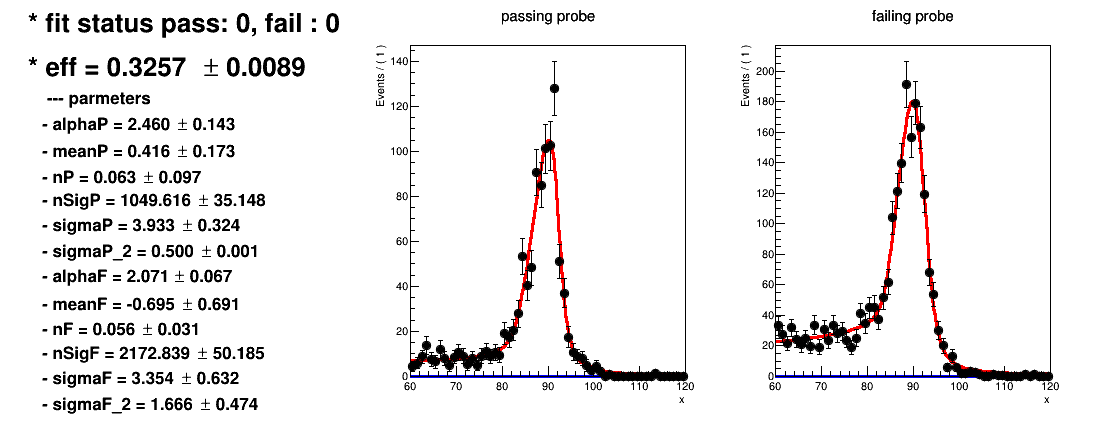 * fit status pass: 0, fail : 0
* eff = 0.3257 ± 0.0089
--- parmeters
- alphaP = 2.460 ± 0.143
- meanP = 0.416 ± 0.173
- nP = 0.063 ± 0.097
- nSigP = 1049.616 ± 35.148
- sigmaP = 3.933 ± 0.324
- sigmaP_2 = 0.500 ± 0.001
- alphaF = 2.071 ± 0.067
- meanF = -0.695 ± 0.691
- nF = 0.056 ± 0.031
- nSigF = 2172.839 ± 50.185
- sigmaF = 3.354 ± 0.632
- sigmaF_2 = 1.666 ± 0.474
passing probe
Events / ( 1 )
140
120
100
80
60
40
20
0
60 70 80 90 100 110 120
x
failing probe
Events / ( 1 )
200
180
160
140
120
100
80
60
40
20
0
60 70 80 90 100 110 120
x